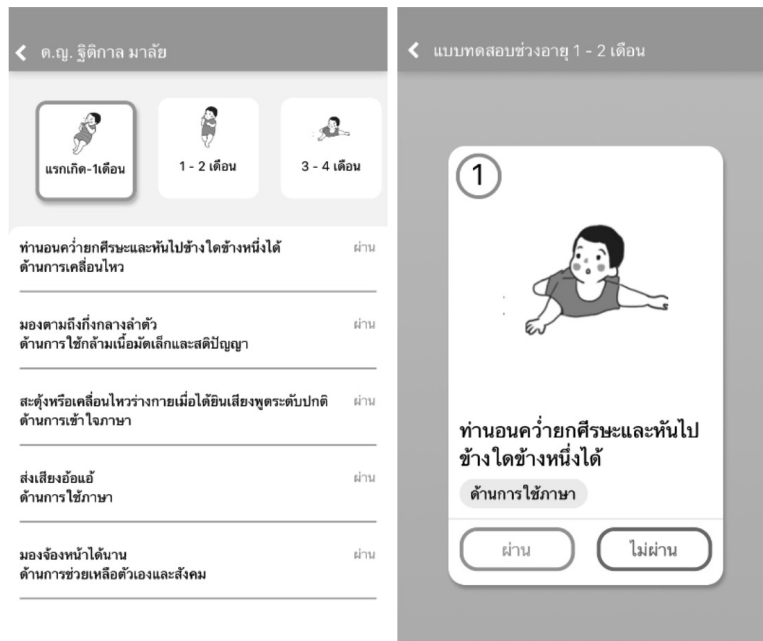 ด.ญ. ฐิติกาล มาลัย
แรกเกิด-1เดือน
1 - 2 เดือน
3 - 4 เดือน
ท่านอนคว่ำยกศีรษะและหันไปข้างใดข้างหนึ่งได้ ผ่าน
ด้านการเคลื่อนไหว
มองตามถึงกึ่งกลางลำตัว ผ่าน
ด้านการใช้กล้ามเนื้อมัดเล็กและสติปัญญา
สะดุ้งหรือเคลื่อนไหวร่างกายเมื่อได้ยินเสียงพูดระดับปกติ ผ่าน
ด้านการเข้าใจภาษา
ส่งเสียงอ้อแอ้ ผ่าน
ด้านการใช้ภาษา
มองจ้องหน้าได้นาน ผ่าน
ด้านการช่วยเหลือตัวเองและสังคม
แบบทดสอบช่วงอายุ 1 - 2 เดือน
1
ท่านอนคว่ำยกศีรษะและหันไป
ข้างใดข้างหนึ่งได้
ด้านการใช้ภาษา
ผ่าน
ไม่ผ่าน